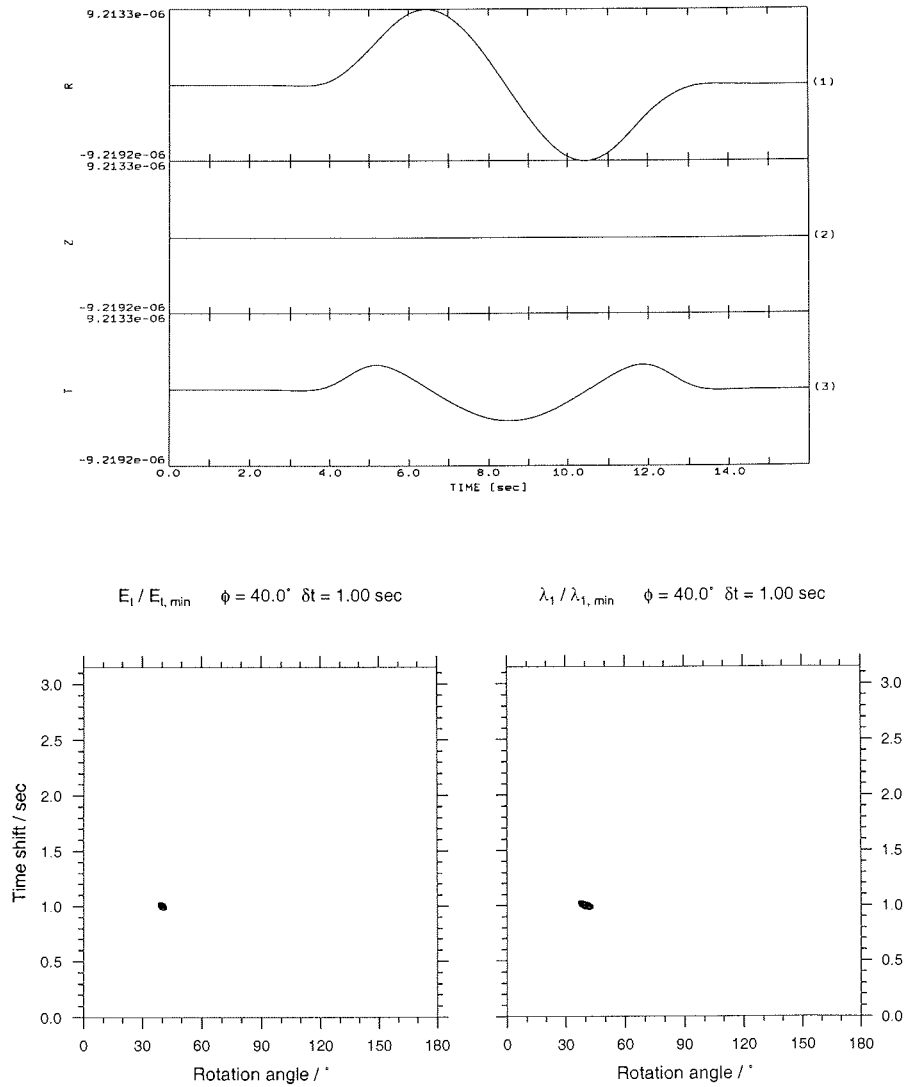 9.2133e-06
R
(1)
-9.2192e-06
9.2133e-06
Z
(2)
-9.2192e-06
9.2133e-06
T
(3)
-9.2192e-06
0.0 2.0 4.0 6.0 8.0 10.0 12.0 14.0
TIME [sec]
E_t / E_t, min φ = 40.0° δt = 1.00 sec
λ_1 / λ_1, min φ = 40.0° δt = 1.00 sec
3.0
2.5
2.0
1.5
1.0
0.5
0.0
Time shift / sec
0 30 60 90 120 150 180
Rotation angle / °
3.0
2.5
2.0
1.5
1.0
0.5
0.0
0 30 60 90 120 150 180
Rotation angle / °